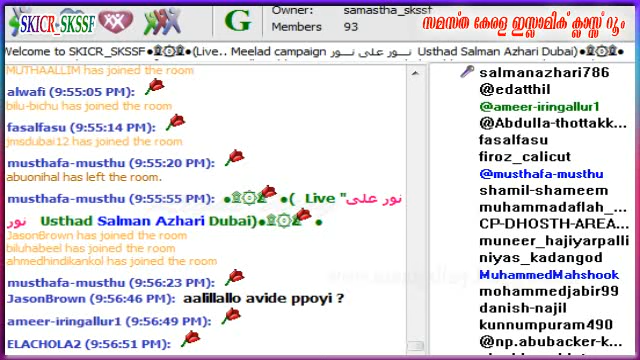 SKICR_SKSSF
G
Owner: samastha_skssf
Members 93
സമസ്ത കേരള ഇസ്ലാമിക് ക്ലാസ്സ് റൂം
Welcome to SKICR_SKSSF●۩۞۩●(Live.. Meelad campaign نور على نور Usthad Salman Azhari Dubai)●۩۞۩●
MUTHAALLIM has joined the room
alwafi (9:55:05 PM):
bilu-bichu has joined the room
fasalfasu (9:55:14 PM):
jmsdubai12 has joined the room
musthafa-musthu (9:55:20 PM):
abuonihal has left the room.
musthafa-musthu (9:55:55 PM): ●۩۞۩●( Live "نور على
نور Usthad Salman Azhari Dubai)●۩۞۩●
JasonBrown has joined the room
biluhabeel has joined the room
ahmedhindikankol has joined the room
musthafa-musthu (9:56:23 PM):
JasonBrown (9:56:46 PM): aalillallo avide ppoyi ?
ameer-iringallur1 (9:56:49 PM):
ELACHOLA2 (9:56:51 PM):
salmanazhari786
@edatthil
@ameer-iringallur1
@Abdulla-thottakk...
fasalfasu
firoz_calicut
@musthafa-musthu
shamil-shameem
muhammadaflah_...
CP-DHOSTH-AREA...
muneer_hajiyarpalli
niyas_kadangod
MuhammedMahshook
mohammedjabir99
danish-najil
kunnumpuram490
@np.abubacker-k...